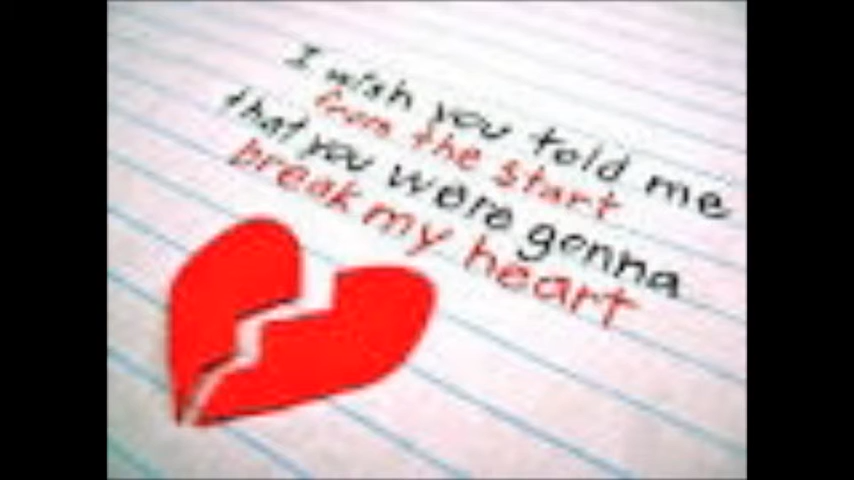 I wish you told me
from the start
that you were gonna
break my heart